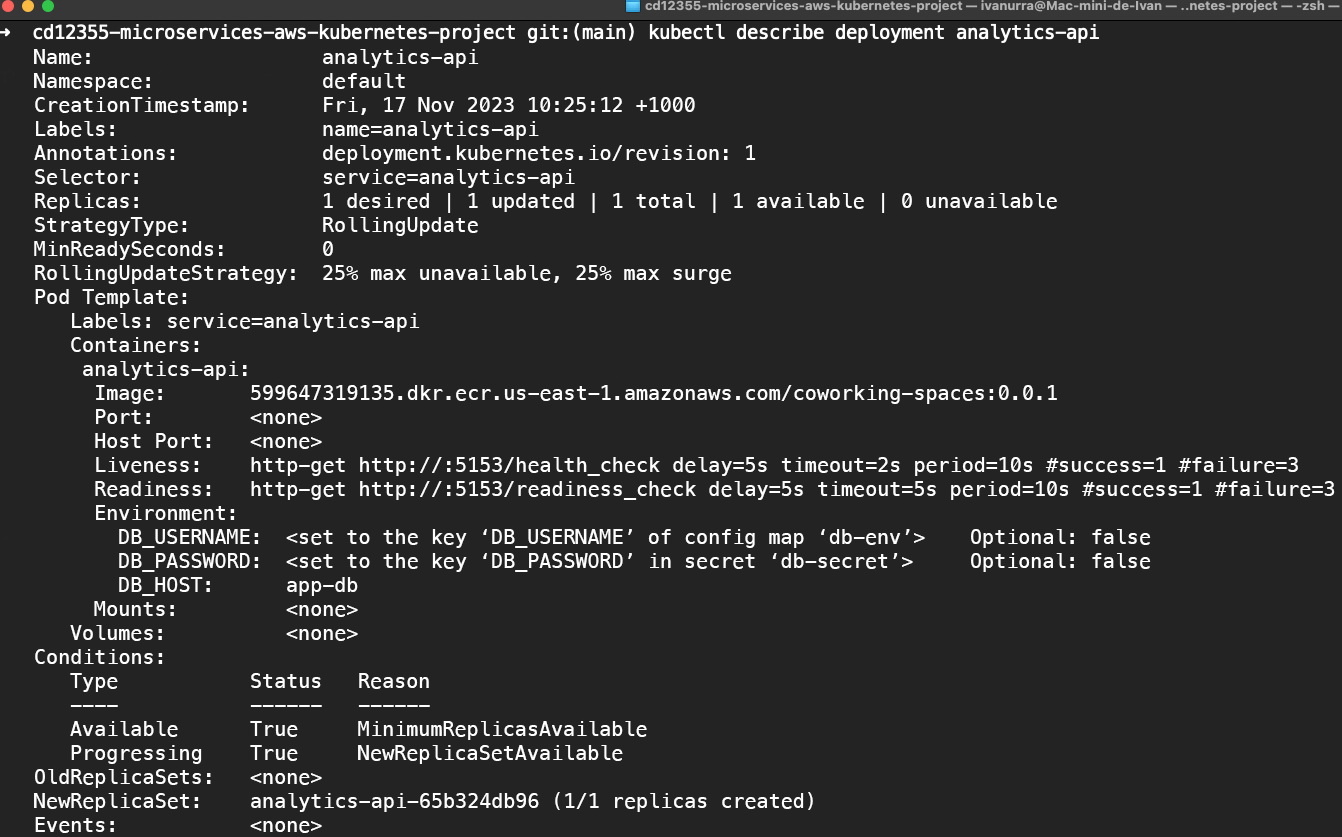 cd12355-microservices-aws-kubernetes-project — ivanurra@Mac-mini-de-Ivan — ..netes-project — -zsh —
➜ cd12355-microservices-aws-kubernetes-project git:(main) kubectl describe deployment analytics-api
Name: analytics-api
Namespace: default
CreationTimestamp: Fri, 17 Nov 2023 10:25:12 +1000
Labels: name=analytics-api
Annotations: deployment.kubernetes.io/revision: 1
Selector: service=analytics-api
Replicas: 1 desired | 1 updated | 1 total | 1 available | 0 unavailable
StrategyType: RollingUpdate
MinReadySeconds: 0
RollingUpdateStrategy: 25% max unavailable, 25% max surge
Pod Template:
Labels: service=analytics-api
Containers:
analytics-api:
Image: 599647319135.dkr.ecr.us-east-1.amazonaws.com/coworking-spaces:0.0.1
Port: <none>
Host Port: <none>
Liveness: http-get http://:5153/health_check delay=5s timeout=2s period=10s #success=1 #failure=3
Readiness: http-get http://:5153/readiness_check delay=5s timeout=5s period=10s #success=1 #failure=3
Environment:
DB_USERNAME: <set to the key ‘DB_USERNAME’ of config map ‘db-env’> Optional: false
DB_PASSWORD: <set to the key ‘DB_PASSWORD’ in secret ‘db-secret’> Optional: false
DB_HOST: app-db
Mounts: <none>
Volumes: <none>
Conditions:
Type Status Reason
---- ------ ------
Available True MinimumReplicasAvailable
Progressing True NewReplicaSetAvailable
OldReplicaSets: <none>
NewReplicaSet: analytics-api-65b324db96 (1/1 replicas created)
Events: <none>